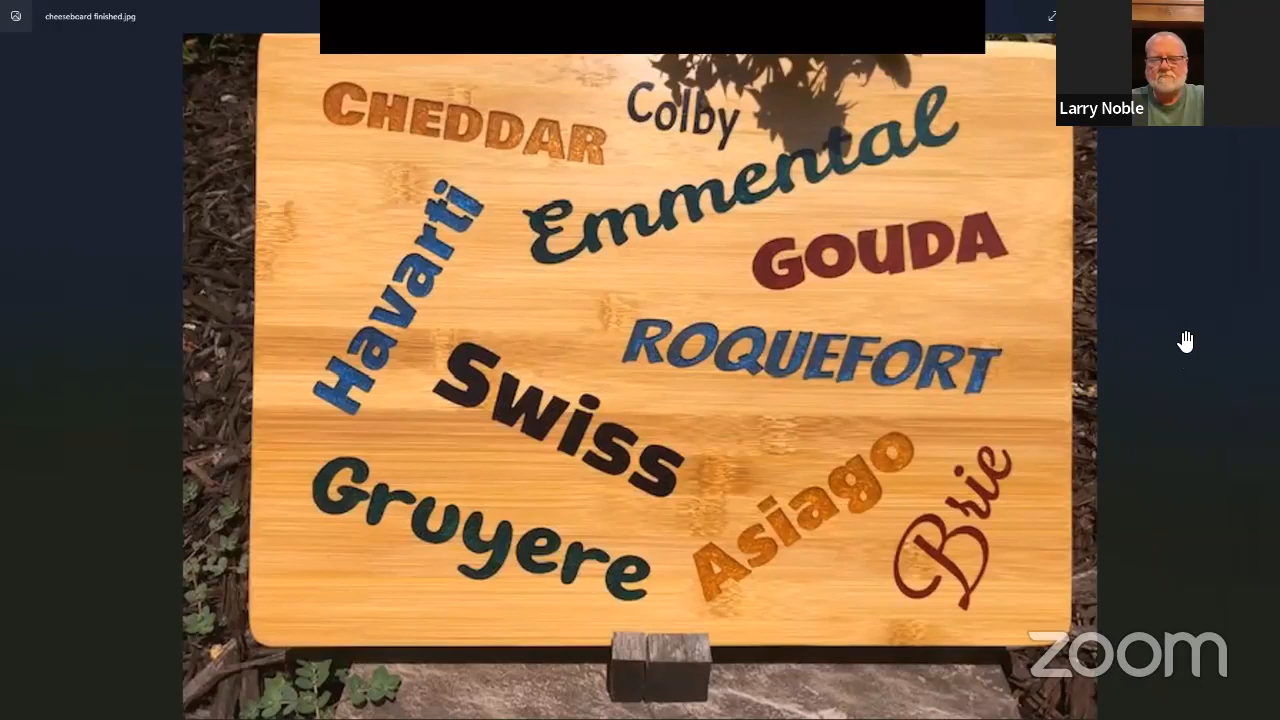 cheeseboard finished.jpg
Larry Noble
CHEDDAR
Colby
Emmental
Havarti
GOUDA
ROQUEFORT
Swiss
Gruyere
Asiago
Brie
zoom